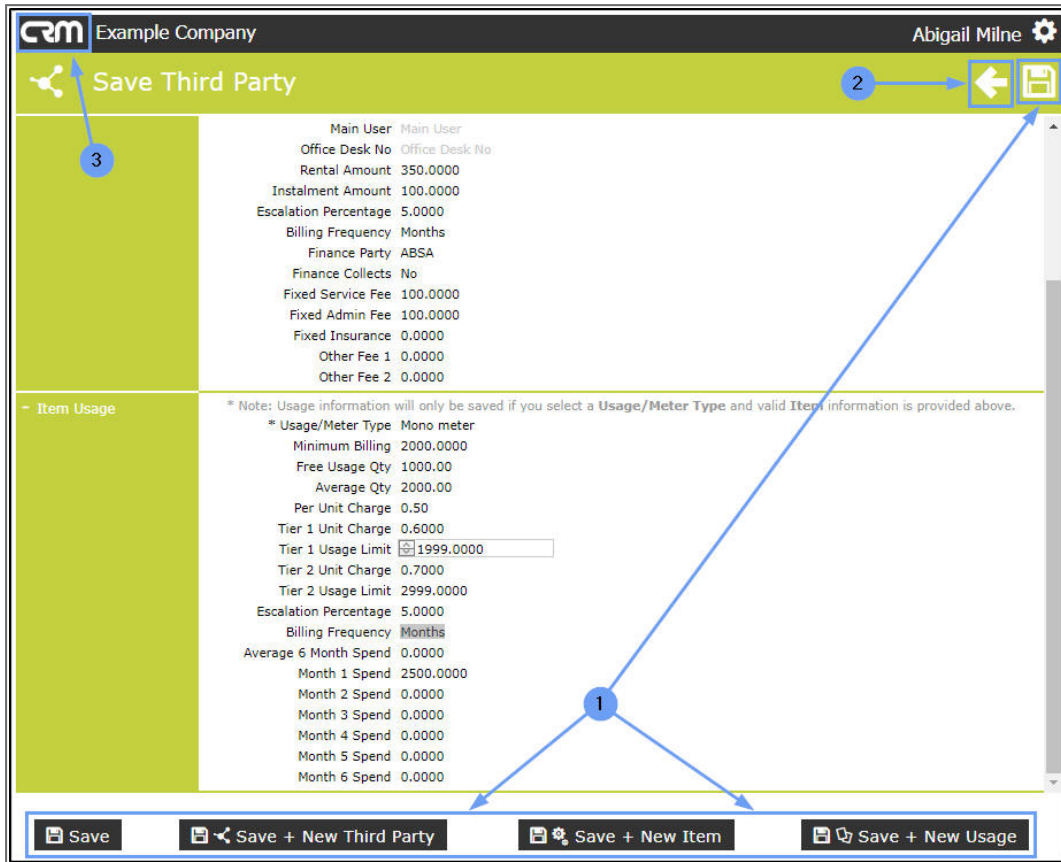 CRM Example Company Abigail Milne
Save Third Party
2
3
Main User Main User
Office Desk No Office Desk No
Rental Amount 350.0000
Instalment Amount 100.0000
Escalation Percentage 5.0000
Billing Frequency Months
Finance Party ABSA
Finance Collects No
Fixed Service Fee 100.0000
Fixed Admin Fee 100.0000
Fixed Insurance 0.0000
Other Fee 1 0.0000
Other Fee 2 0.0000
- Item Usage
* Note: Usage information will only be saved if you select a Usage/Meter Type and valid Item information is provided above.
* Usage/Meter Type Mono meter
Minimum Billing 2000.0000
Free Usage Qty 1000.00
Average Qty 2000.00
Per Unit Charge 0.50
Tier 1 Unit Charge 0.6000
Tier 1 Usage Limit 1999.0000
Tier 2 Unit Charge 0.7000
Tier 2 Usage Limit 2999.0000
Escalation Percentage 5.0000
Billing Frequency Months
Average 6 Month Spend 0.0000
Month 1 Spend 2500.0000
Month 2 Spend 0.0000
Month 3 Spend 0.0000
Month 4 Spend 0.0000
Month 5 Spend 0.0000
Month 6 Spend 0.0000
1
Save Save + New Third Party Save + New Item Save + New Usage